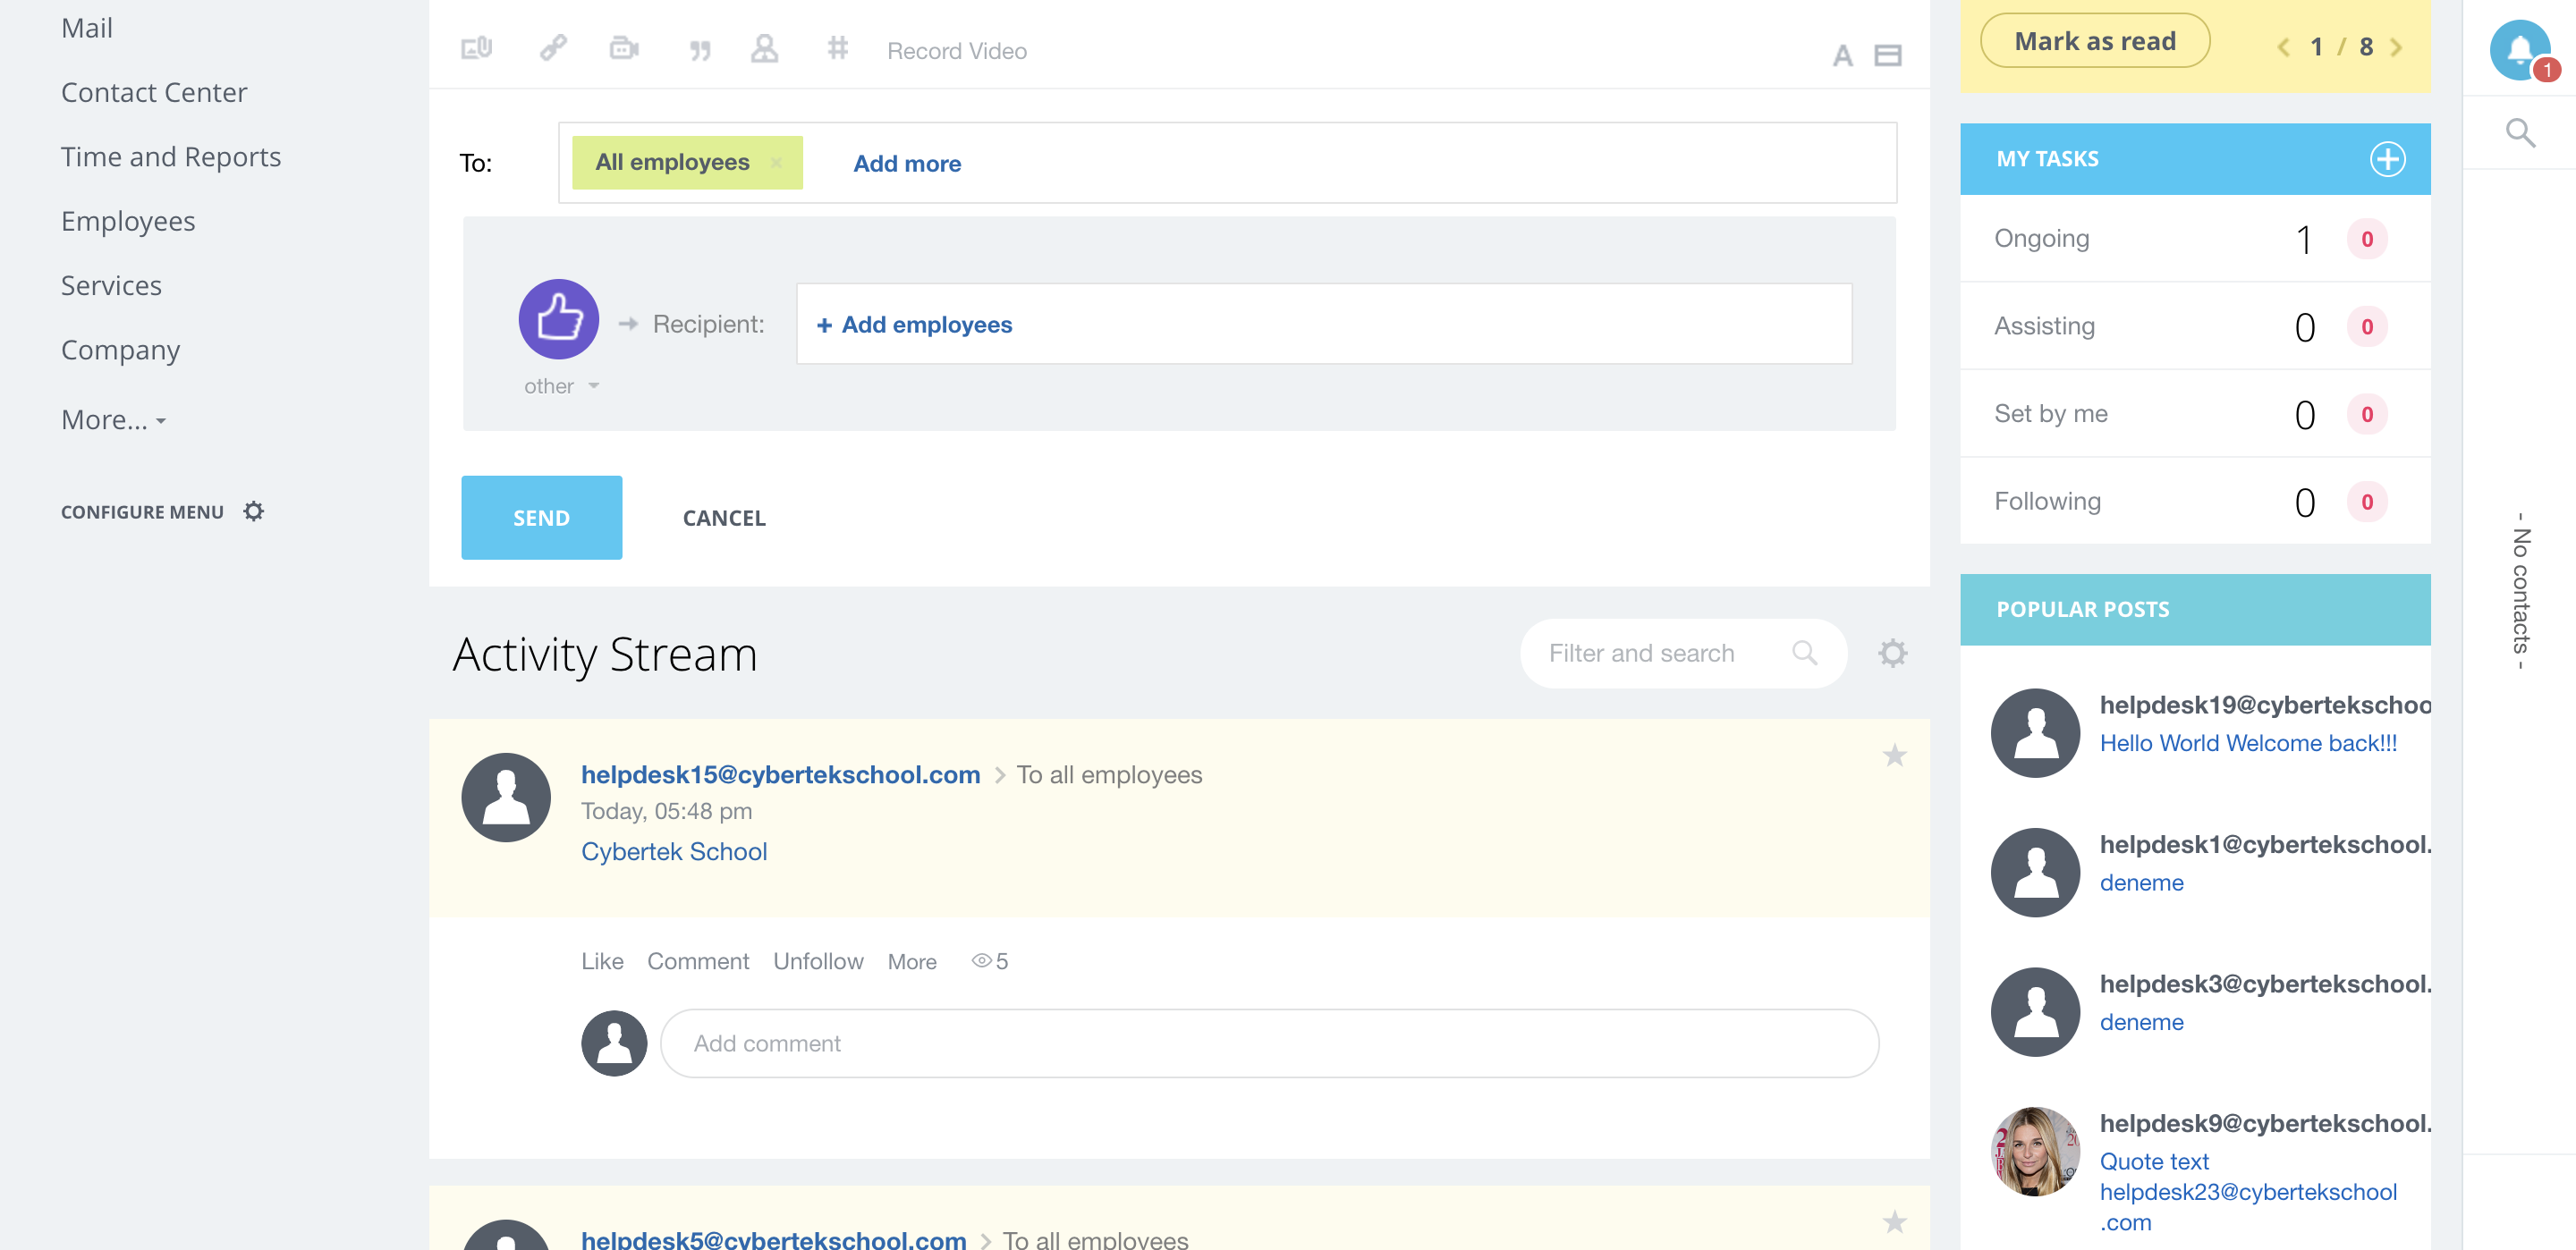 Mail
Contact Center
Time and Reports
Employees
Services
Company
More...
CONFIGURE MENU
Record Video
A
To:
All employees ×
Add more
Recipient:
+ Add employees
other
SEND
CANCEL
Activity Stream
Filter and search
helpdesk15@cybertekschool.com > To all employees
Today, 05:48 pm
Cybertek School
Like Comment Unfollow More 5
Add comment
helpdesk5@cybertekschool.com > To all employees
Mark as read
1 / 8
MY TASKS
Ongoing 1 0
Assisting 0 0
Set by me 0 0
Following 0 0
POPULAR POSTS
helpdesk19@cybertekschoo
Hello World Welcome back!!!
helpdesk1@cybertekschool.
deneme
helpdesk3@cybertekschool.
deneme
helpdesk9@cybertekschool.
Quote text
helpdesk23@cybertekschool
.com
1
- No contacts -